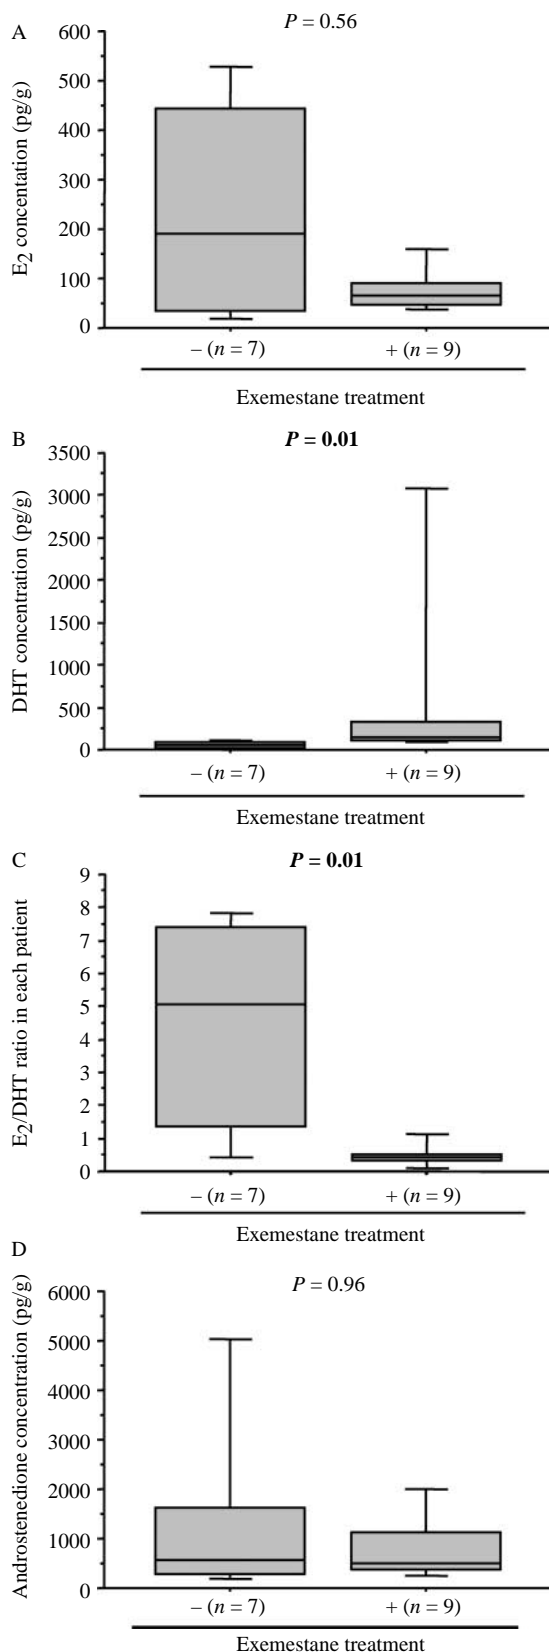 A
P = 0.56
E2 concentation (pg/g)
600
500
400
300
200
100
0
– (n = 7) + (n = 9)
Exemestane treatment
B
P = 0.01
DHT concentration (pg/g)
3500
3000
2500
2000
1500
1000
500
0
– (n = 7) + (n = 9)
Exemestane treatment
C
P = 0.01
E2/DHT ratio in each patient
9
8
7
6
5
4
3
2
1
0
– (n = 7) + (n = 9)
Exemestane treatment
D
P = 0.96
Androstenedione concentration (pg/g)
6000
5000
4000
3000
2000
1000
0
– (n = 7) + (n = 9)
Exemestane treatment